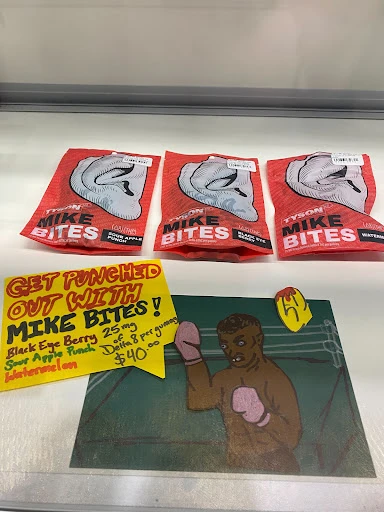 TYSON
MIKE
BITES
SOUR APPLE
PUNCH
TYSON
MIKE
BITES
BLACK EYE
BERRY
TYSON
MIKE
BITES
WATERM
GET PUNCHED
OUT WITH
MIKE BITES!
Black Eye Berry
Sour Apple Punch
Watermelon
25mg
of
Delta 8 per gummy
$40.00